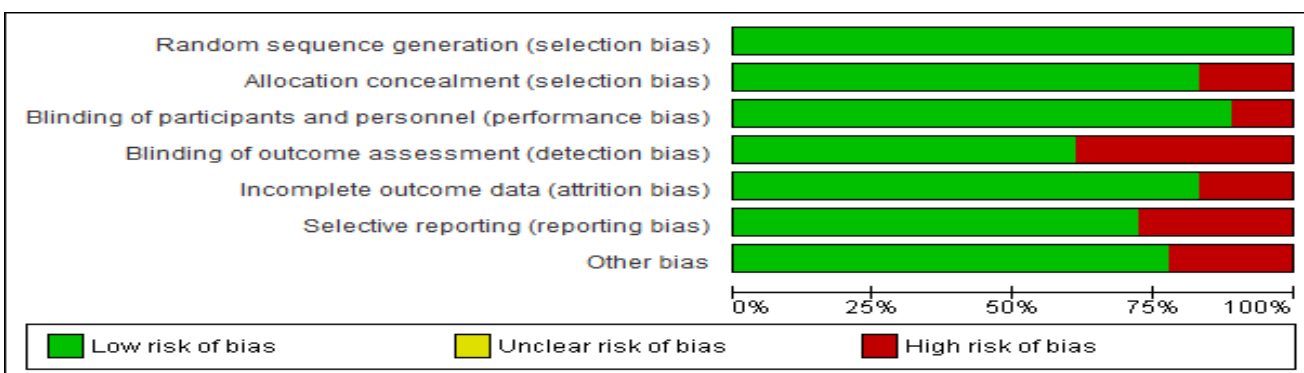 Random sequence generation (selection bias)
Allocation concealment (selection bias)
Blinding of participants and personnel (performance bias)
Blinding of outcome assessment (detection bias)
Incomplete outcome data (attrition bias)
Selective reporting (reporting bias)
Other bias
0% 25% 50% 75% 100%
Low risk of bias Unclear risk of bias High risk of bias